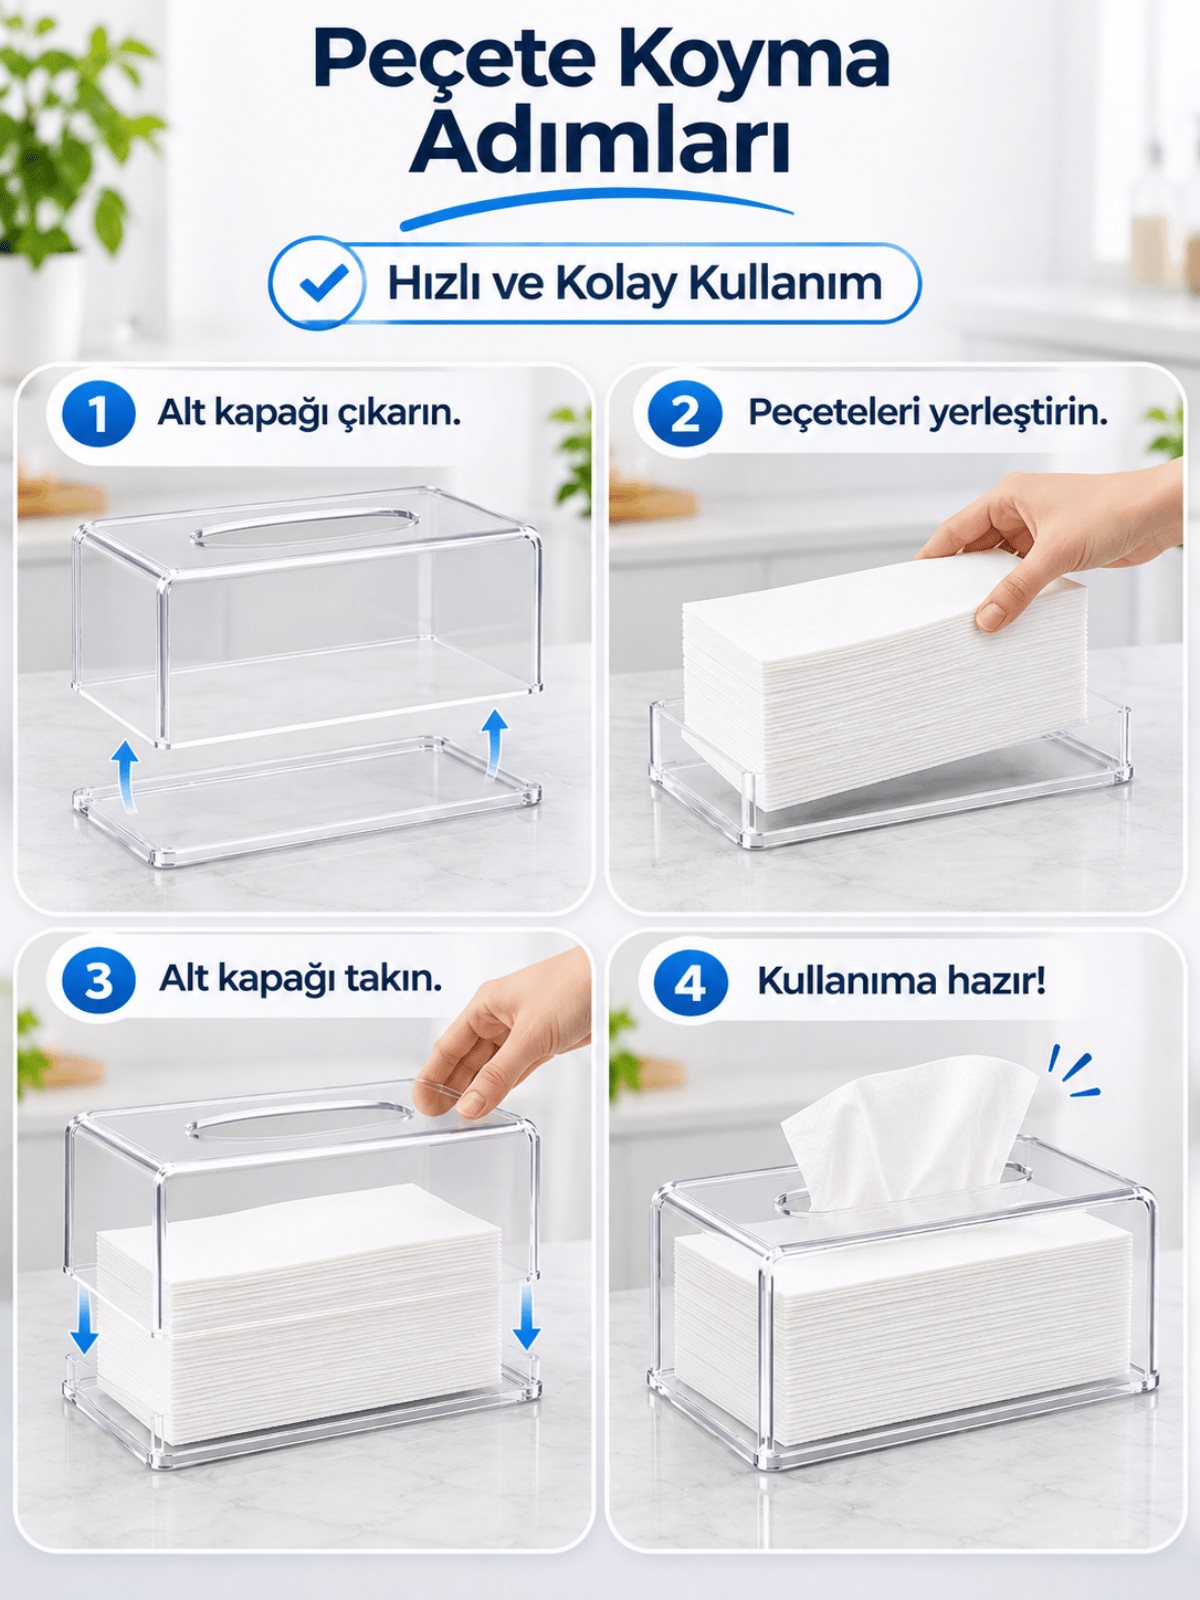 Peçete Koyma
Adımları
Hızlı ve Kolay Kullanım
1 Alt kapağı çıkarın.
2 Peçeteleri yerleştirin.
3 Alt kapağı takın.
4 Kullanıma hazır!